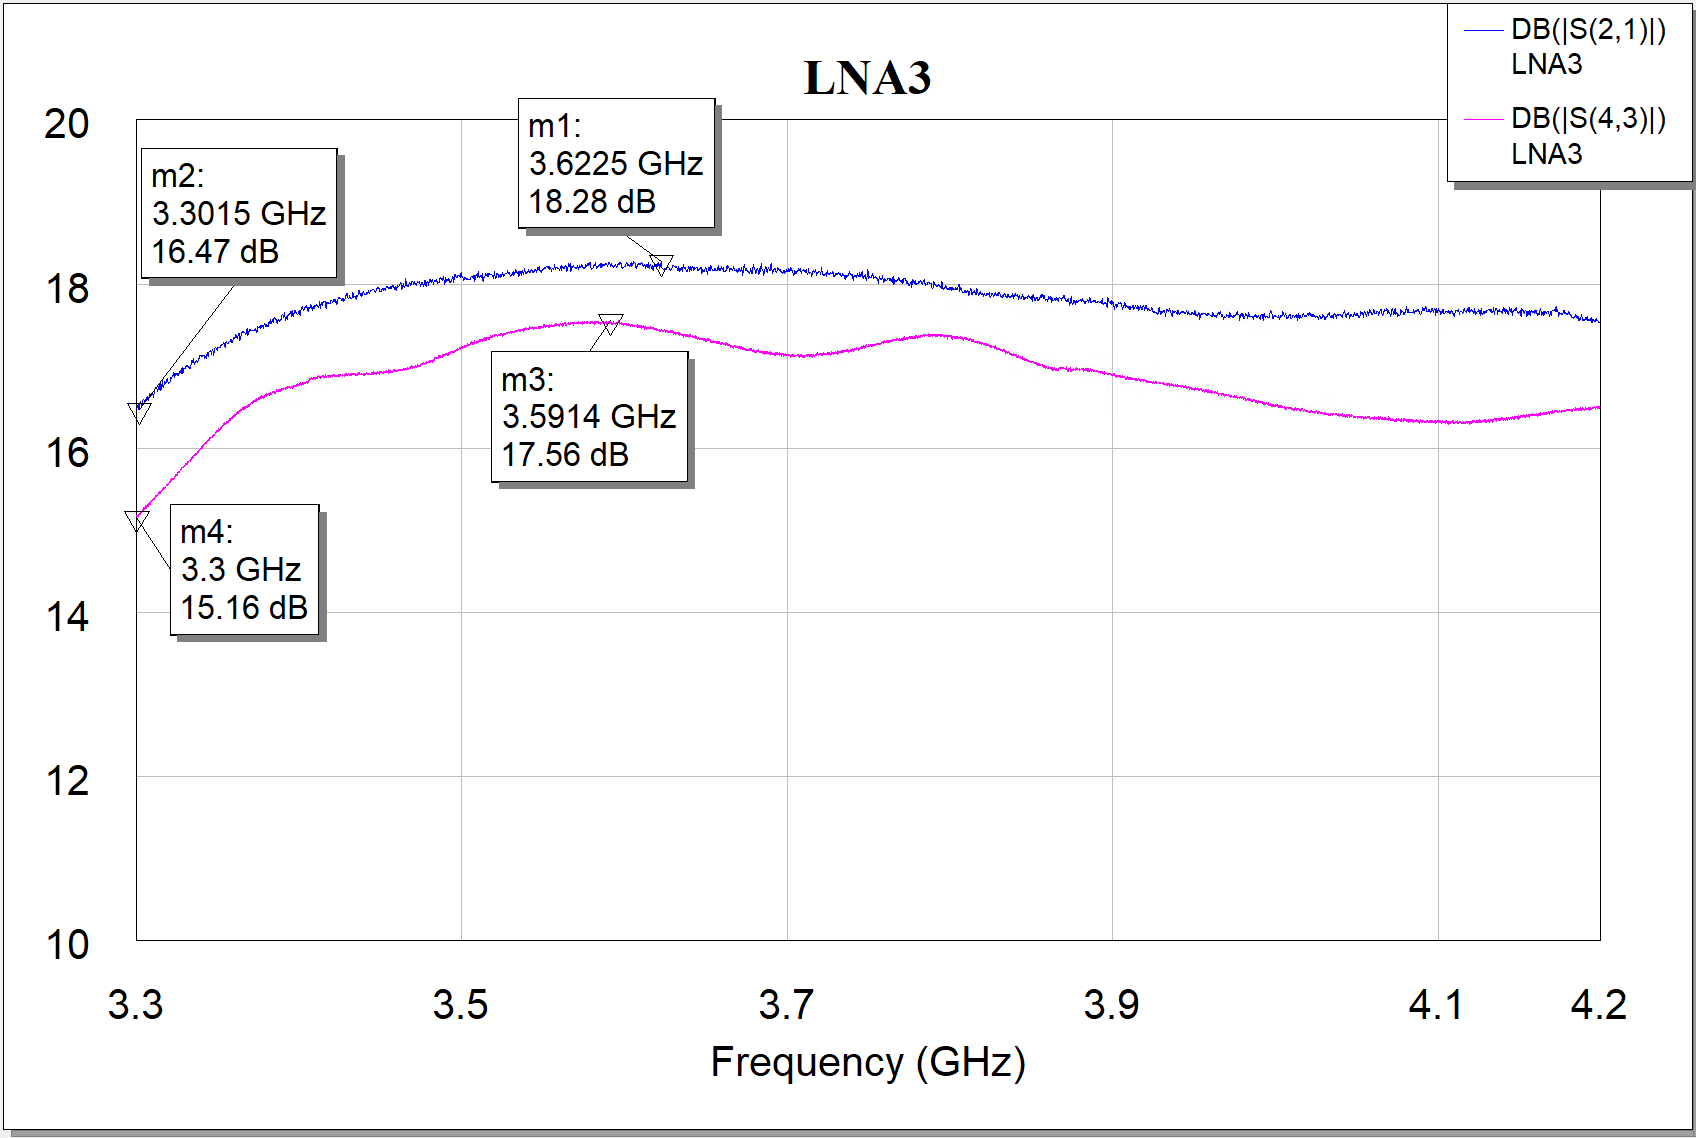 LNA3
DB(|S(2,1)|)
LNA3
DB(|S(4,3)|)
LNA3
m1:
3.6225 GHz
18.28 dB
m2:
3.3015 GHz
16.47 dB
m3:
3.5914 GHz
17.56 dB
m4:
3.3 GHz
15.16 dB
20
18
16
14
12
10
3.3 3.5 3.7 3.9 4.1 4.2
Frequency (GHz)